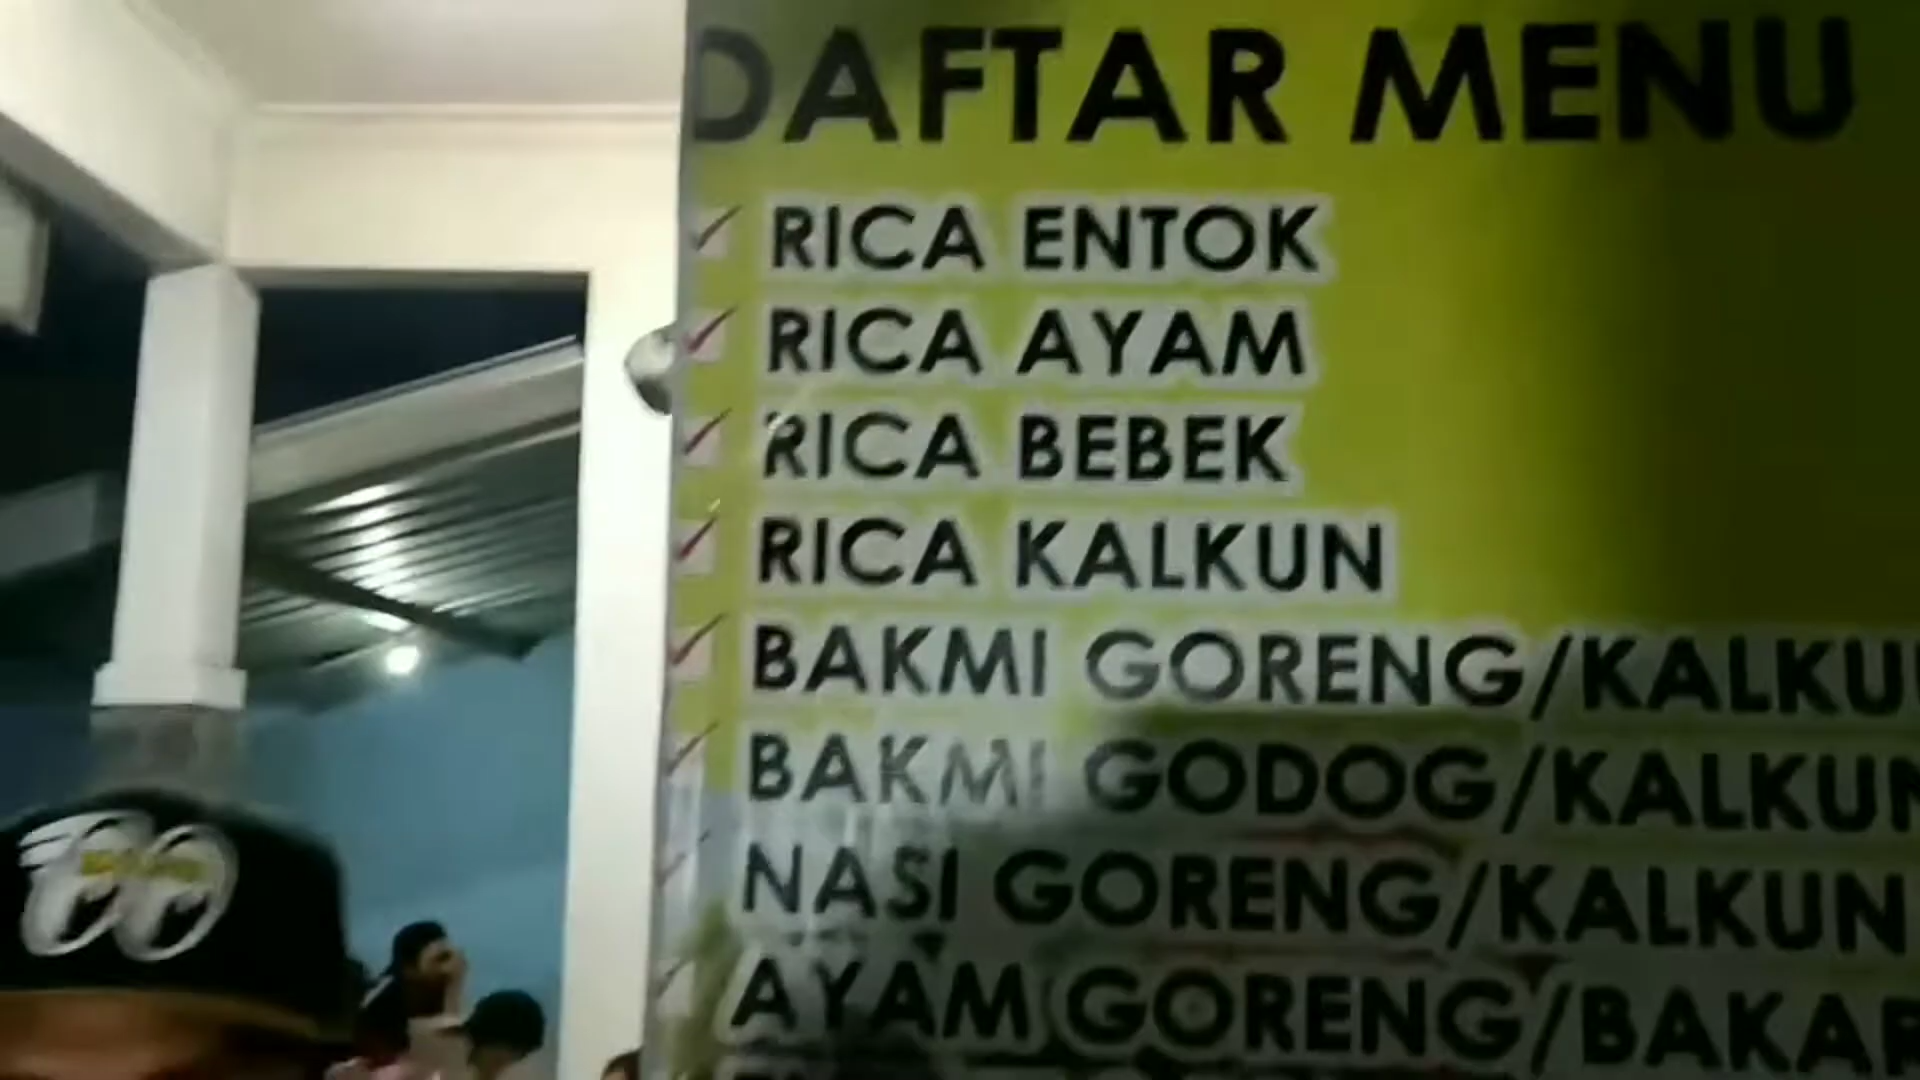 DAFTAR MENU
RICA ENTOK
RICA AYAM
RICA BEBEK
RICA KALKUN
BAKMI GORENG/KALKU
BAKMI GODOG/KALKUN
NASI GORENG/KALKUN
AYAM GORENG/BAKAR